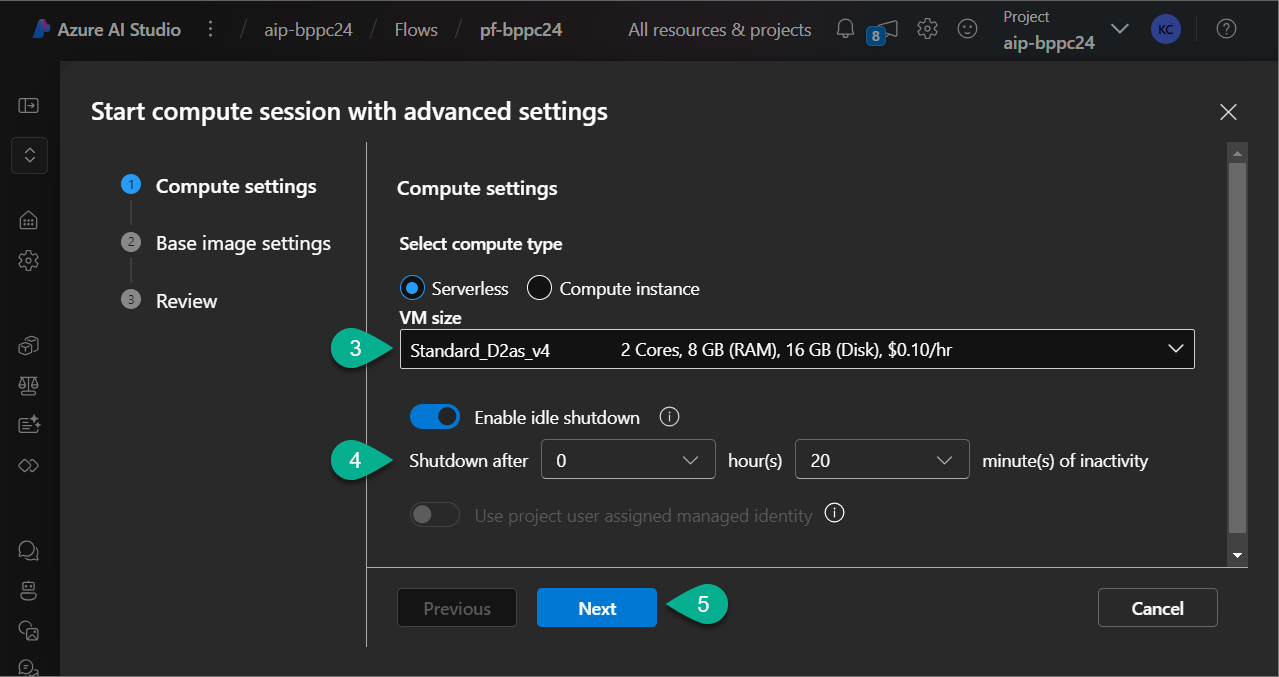 Azure AI Studio / aip-bppc24 / Flows / pf-bppc24 All resources & projects 8 Project aip-bppc24 KC
Start compute session with advanced settings
1 Compute settings
2 Base image settings
3 Review
Compute settings
Select compute type
Serverless Compute instance
VM size
3 Standard_D2as_v4 2 Cores, 8 GB (RAM), 16 GB (Disk), $0.10/hr
Enable idle shutdown
4 Shutdown after 0 hour(s) 20 minute(s) of inactivity
Use project user assigned managed identity
Previous Next 5 Cancel